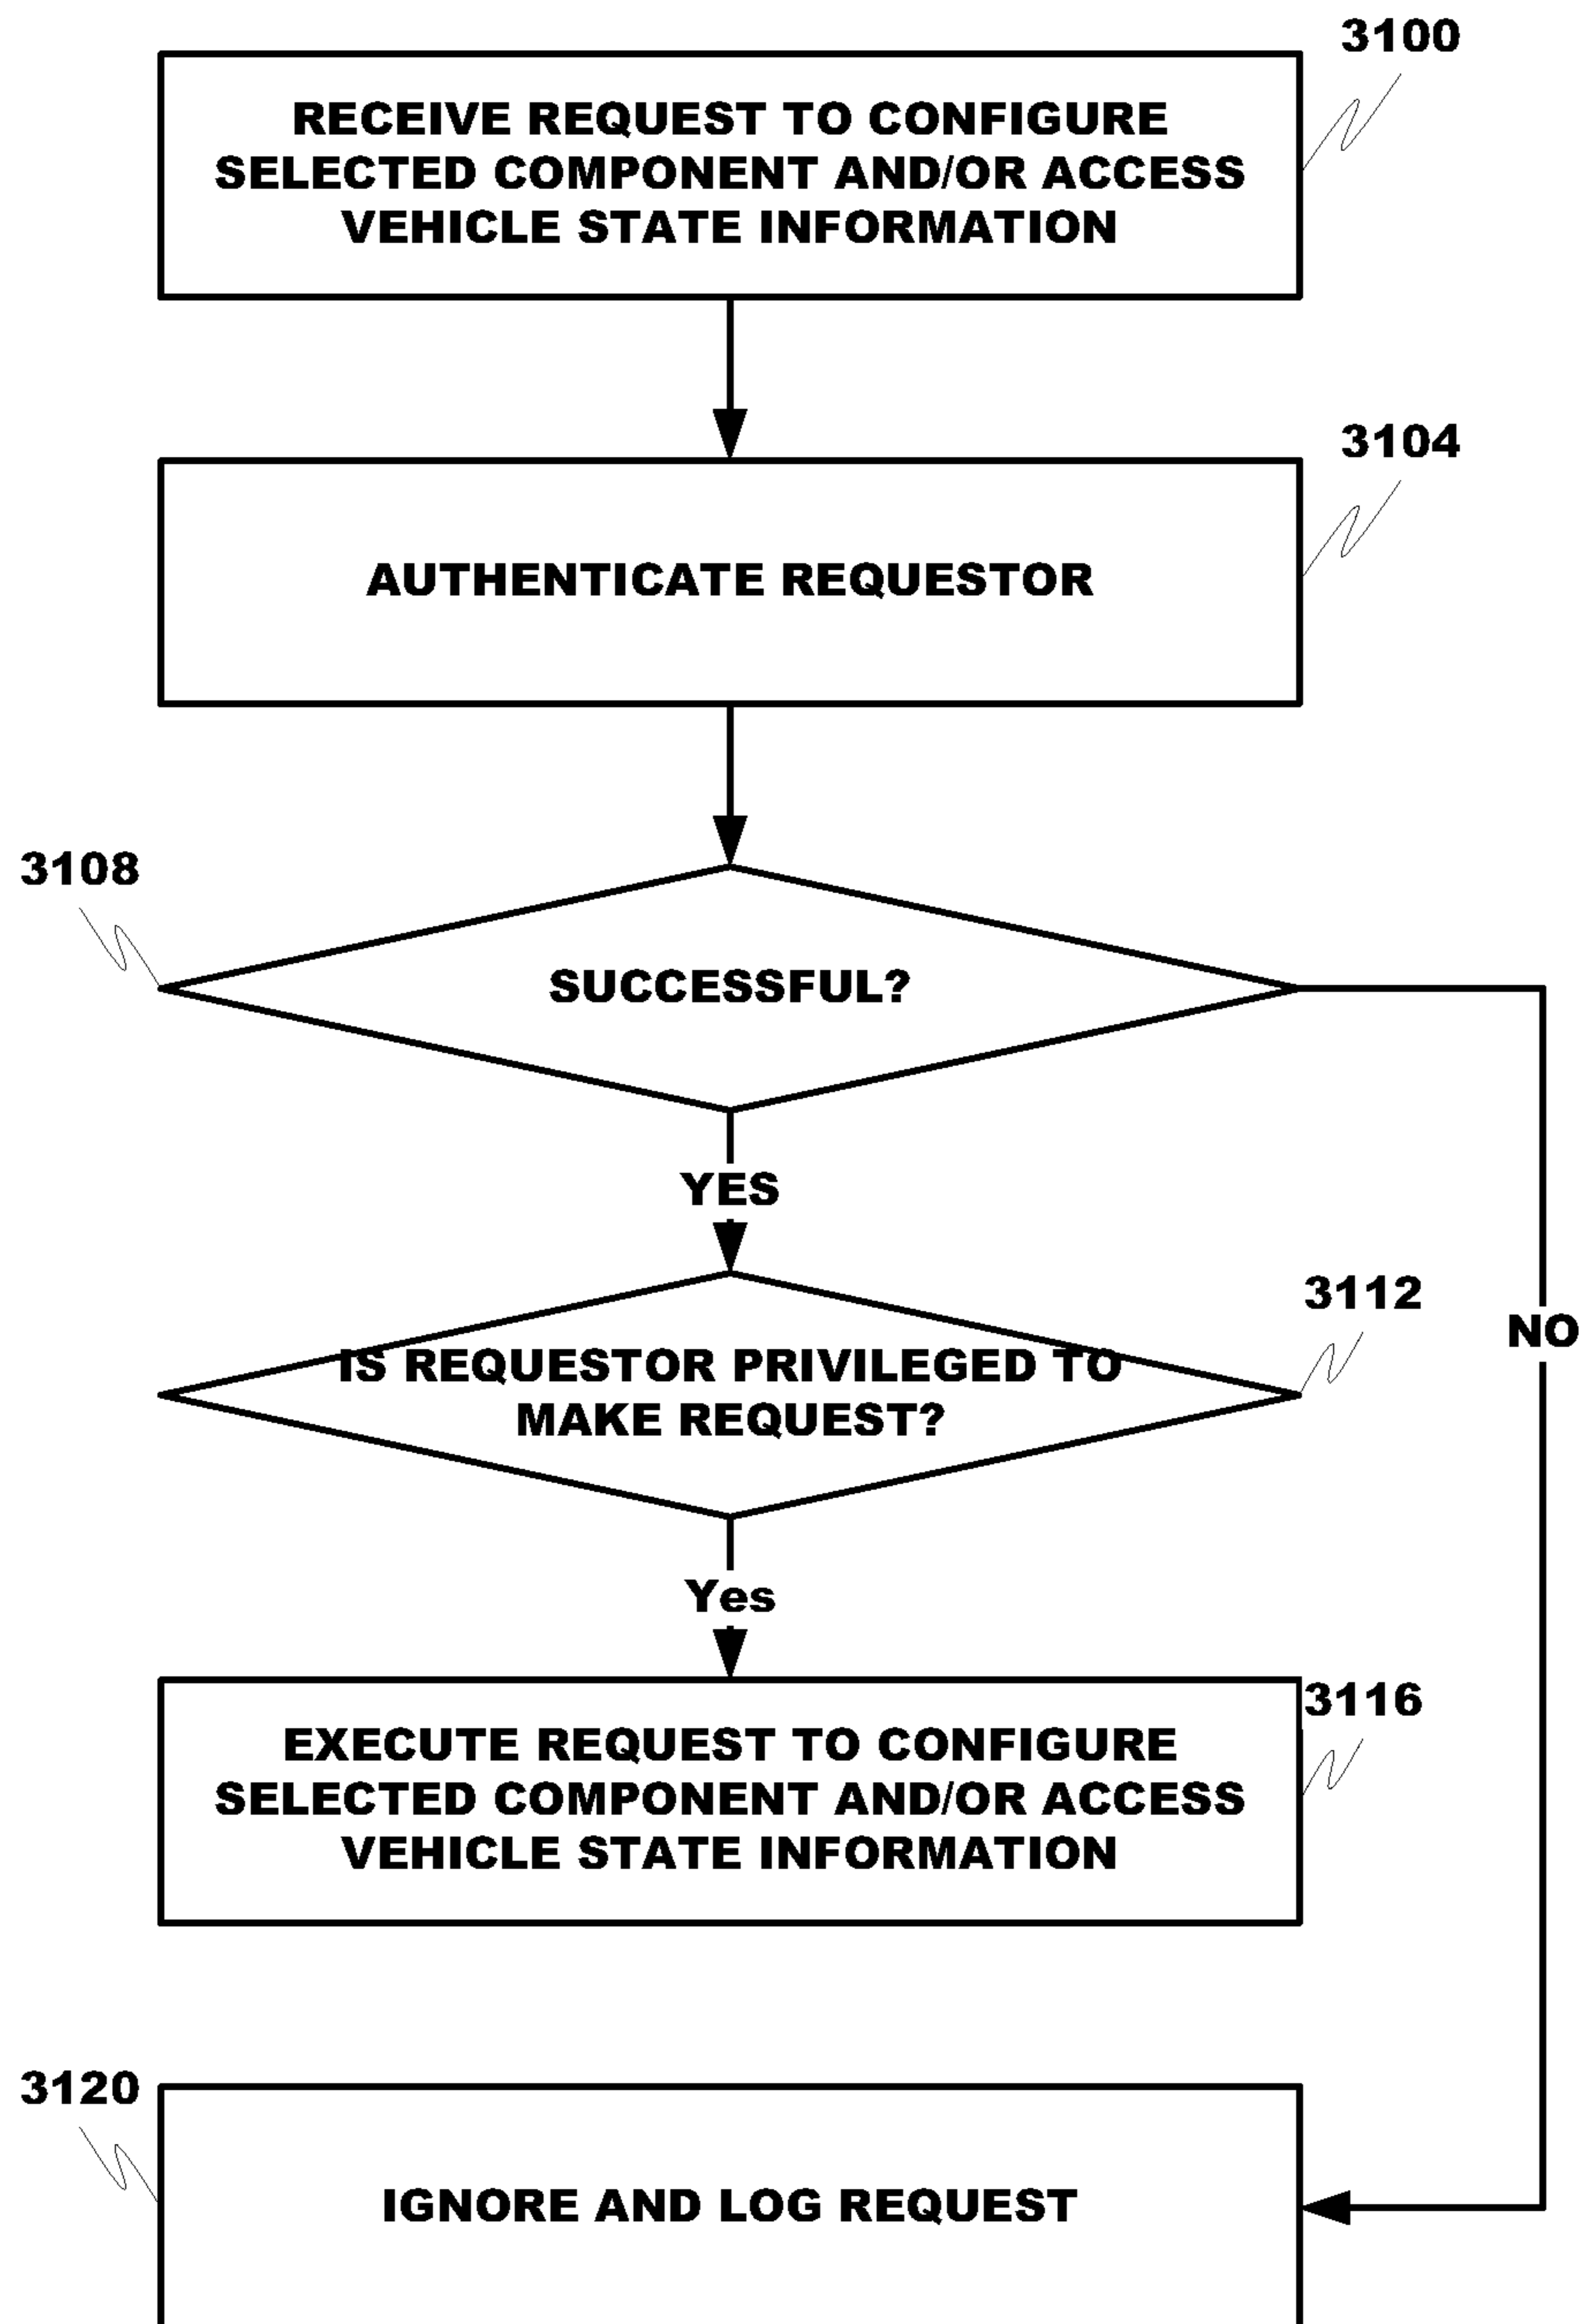 3100
RECEIVE REQUEST TO CONFIGURE
SELECTED COMPONENT AND/OR ACCESS
VEHICLE STATE INFORMATION
3104
AUTHENTICATE REQUESTOR
3108
SUCCESSFUL?
YES
3112
NO
IS REQUESTOR PRIVILEGED TO
MAKE REQUEST?
Yes
3116
EXECUTE REQUEST TO CONFIGURE
SELECTED COMPONENT AND/OR ACCESS
VEHICLE STATE INFORMATION
3120
IGNORE AND LOG REQUEST